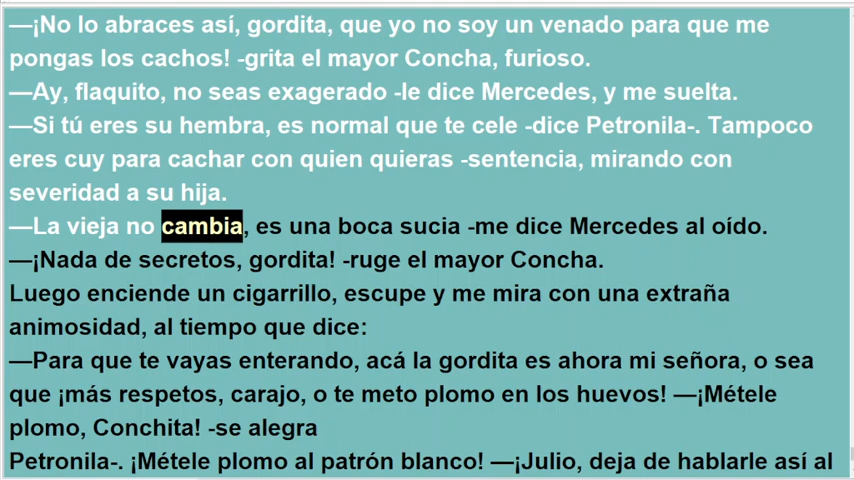 —¡No lo abraces así, gordita, que yo no soy un venado para que me
pongas los cachos! -grita el mayor Concha, furioso.
—Ay, flaquito, no seas exagerado -le dice Mercedes, y me suelta.
—Si tú eres su hembra, es normal que te cele -dice Petronila-. Tampoco
eres cuy para cachar con quien quieras -sentencia, mirando con
severidad a su hija.
—La vieja no cambia, es una boca sucia -me dice Mercedes al oído.
—¡Nada de secretos, gordita! -ruge el mayor Concha.
Luego enciende un cigarrillo, escupe y me mira con una extraña
animosidad, al tiempo que dice:
—Para que te vayas enterando, acá la gordita es ahora mi señora, o sea
que ¡más respetos, carajo, o te meto plomo en los huevos! —¡Métele
plomo, Conchita! -se alegra
Petronila-. ¡Métele plomo al patrón blanco! —¡Julio, deja de hablarle así al